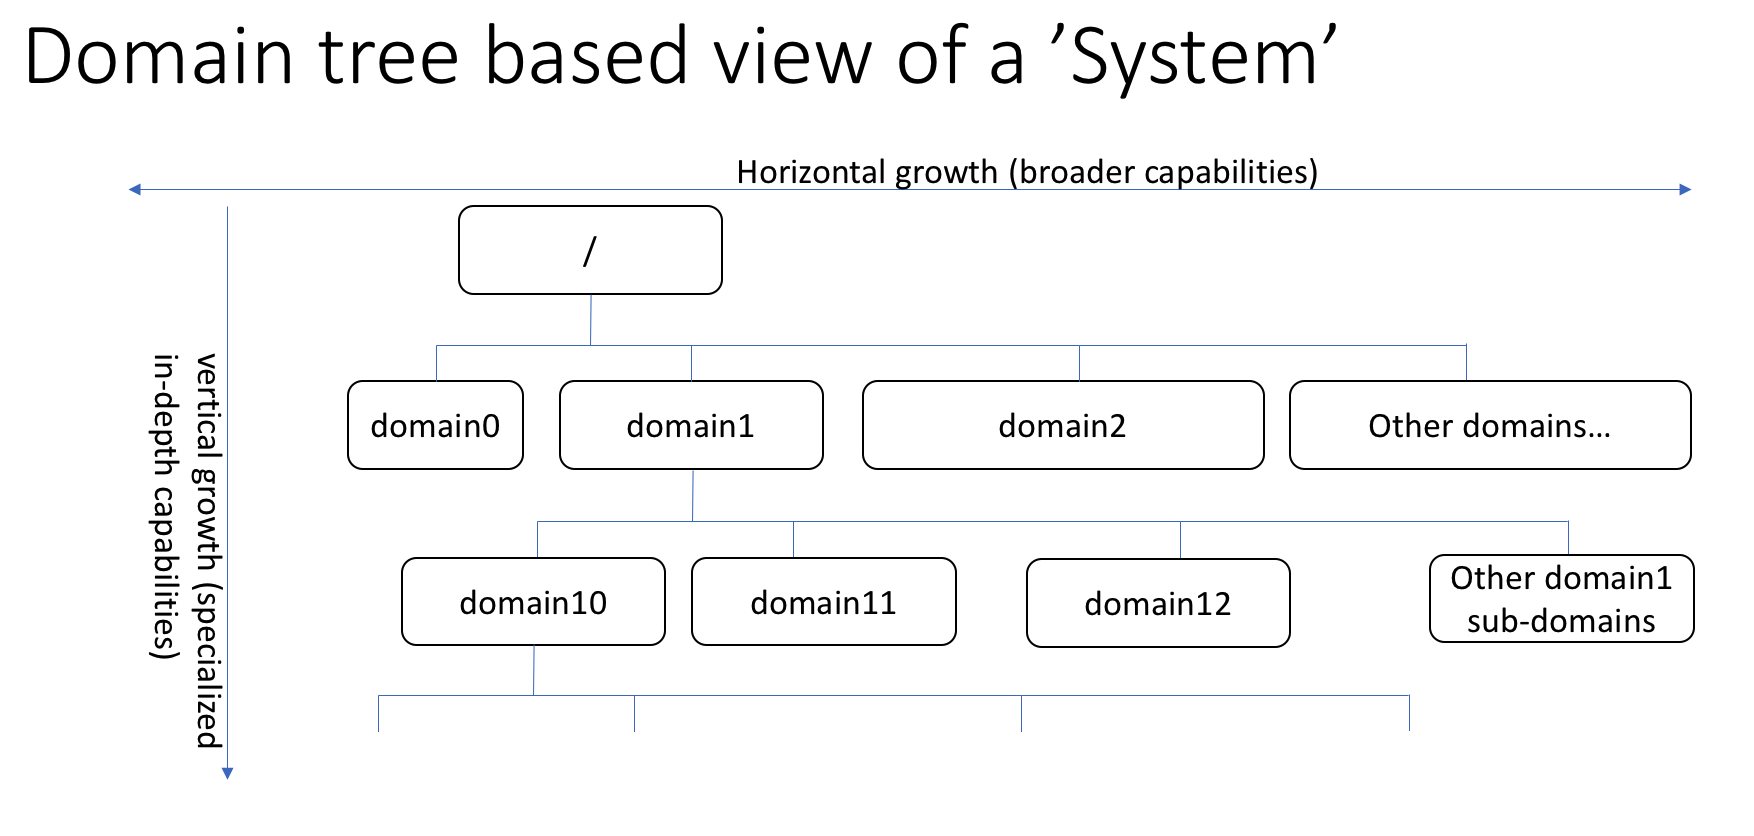 Domain tree based view of a ’System’
Horizontal growth (broader capabilities)
/
vertical growth (specialized
in-depth capabilities)
domain0
domain1
domain2
Other domains…
domain10
domain11
domain12
Other domain1
sub-domains